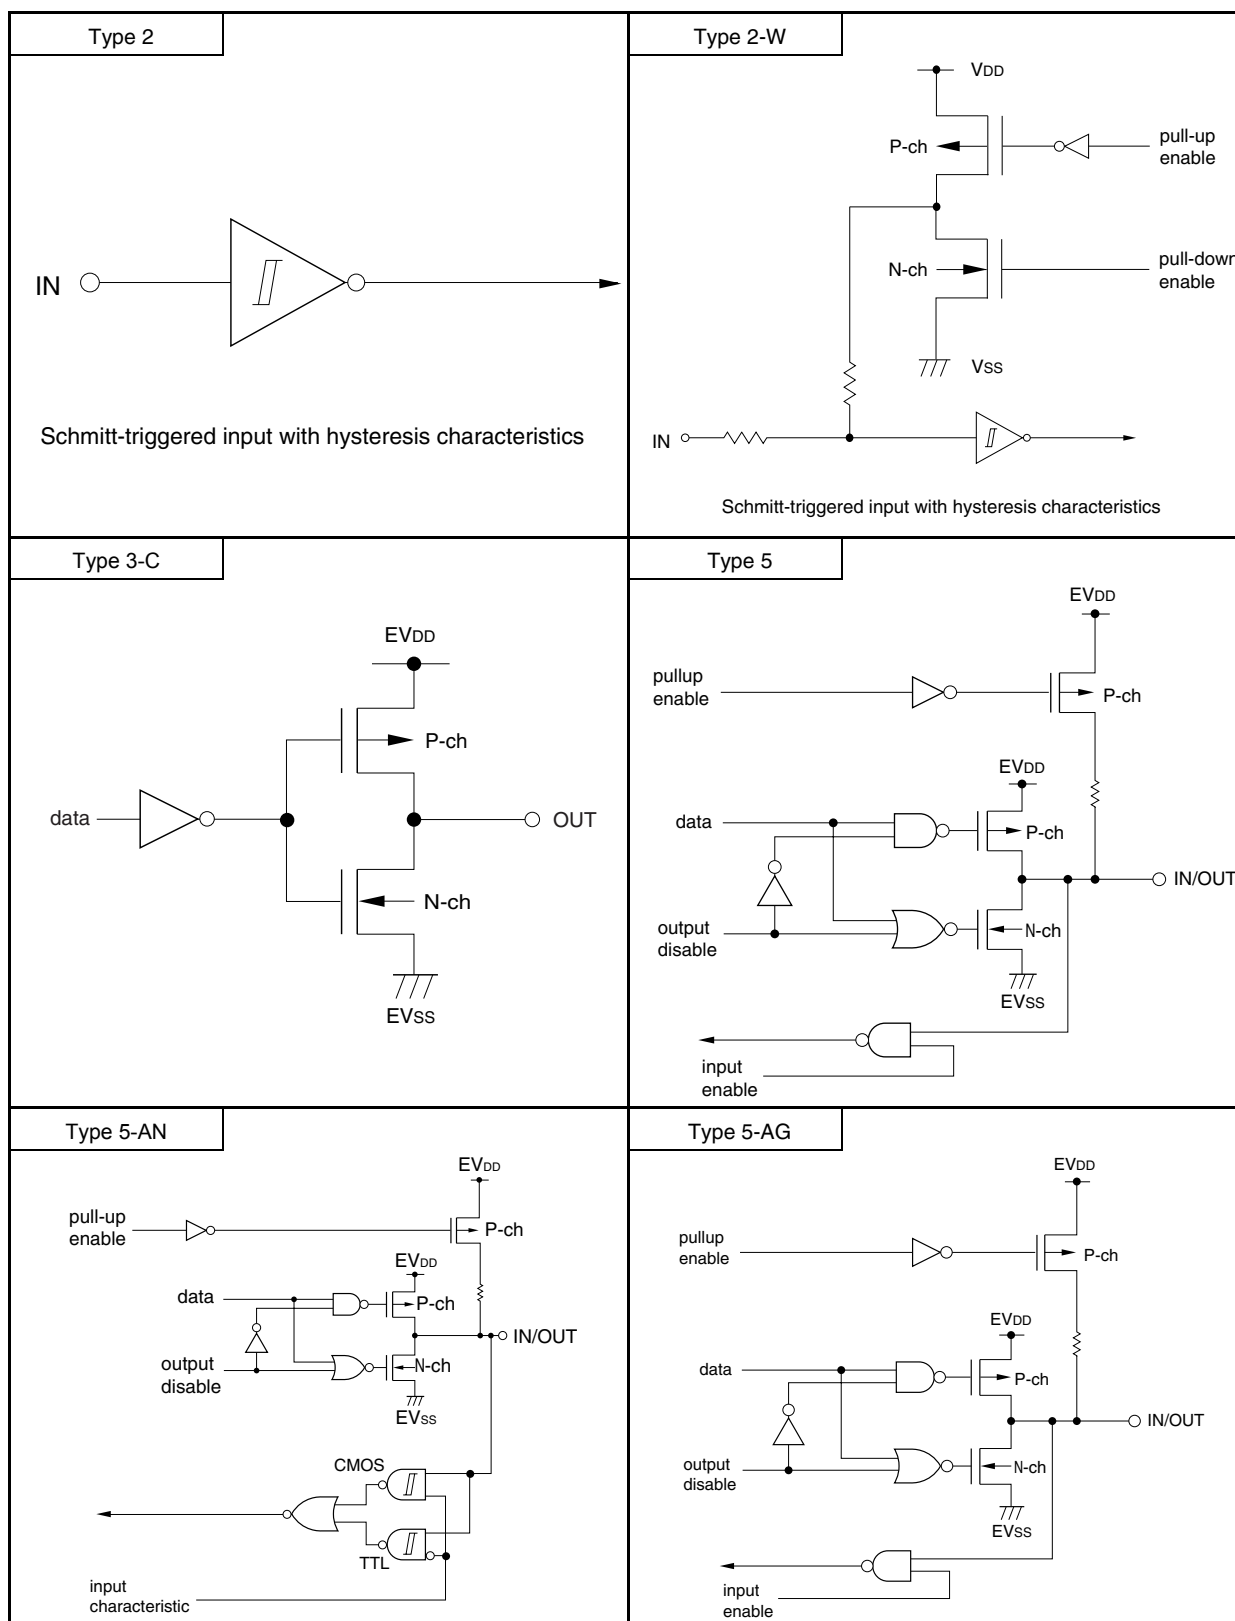 Type 2
IN
Schmitt-triggered input with hysteresis characteristics
Type 2-W
VDD
P-ch
pull-up
enable
N-ch
pull-down
enable
VSS
IN
Schmitt-triggered input with hysteresis characteristics
Type 3-C
EVDD
P-ch
data
OUT
N-ch
EVSS
Type 5
EVDD
pullup
enable
P-ch
EVDD
data
P-ch
IN/OUT
output
disable
N-ch
EVSS
input
enable
Type 5-AN
EVDD
pull-up
enable
P-ch
EVDD
data
P-ch
IN/OUT
output
disable
N-ch
EVSS
CMOS
TTL
input
characteristic
Type 5-AG
EVDD
pullup
enable
P-ch
EVDD
data
P-ch
IN/OUT
output
disable
N-ch
EVSS
input
enable